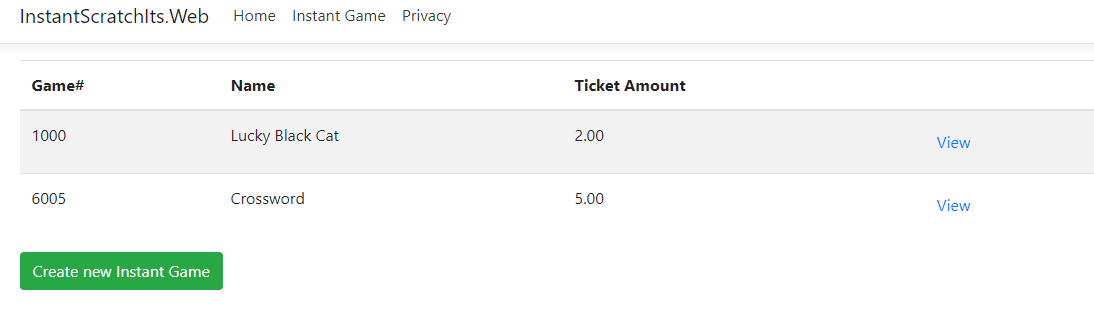 InstantScratchIts.Web Home Instant Game Privacy
Game# Name Ticket Amount
1000 Lucky Black Cat 2.00 View
6005 Crossword 5.00 View
Create new Instant Game